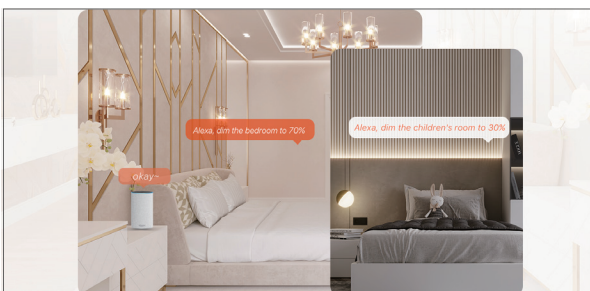 Alexa, dim the bedroom to 70%
Alexa, dim the children's room to 30%
okay~